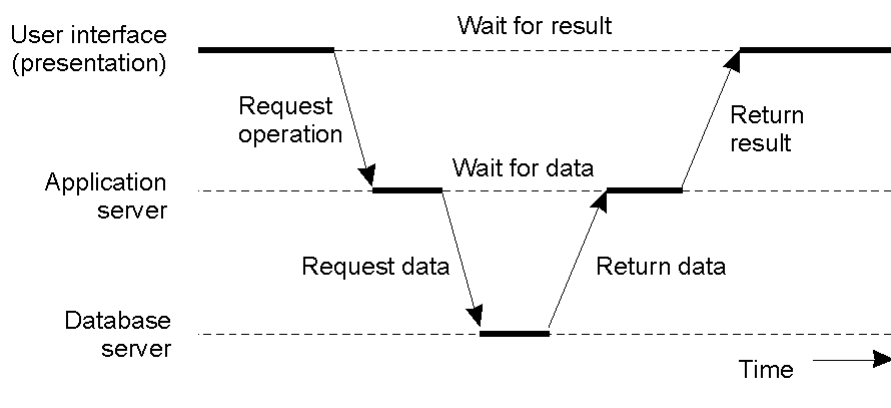 User interface
(presentation)
Wait for result
Request
operation
Return
result
Application
server
Wait for data
Request data
Return data
Database
server
Time